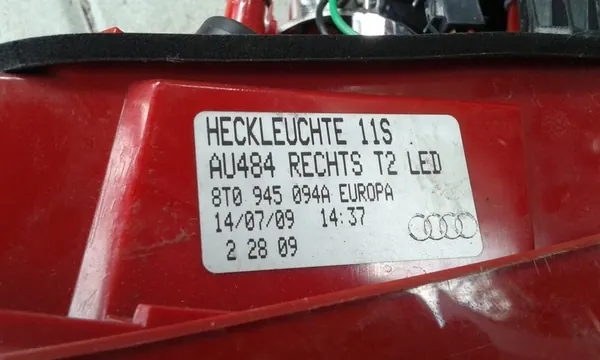 HECKLEUCHTE 11S
AU484 RECHTS T2 LED
8T0 945 094A EUROPA
14/07/09 14:37
2 28 09